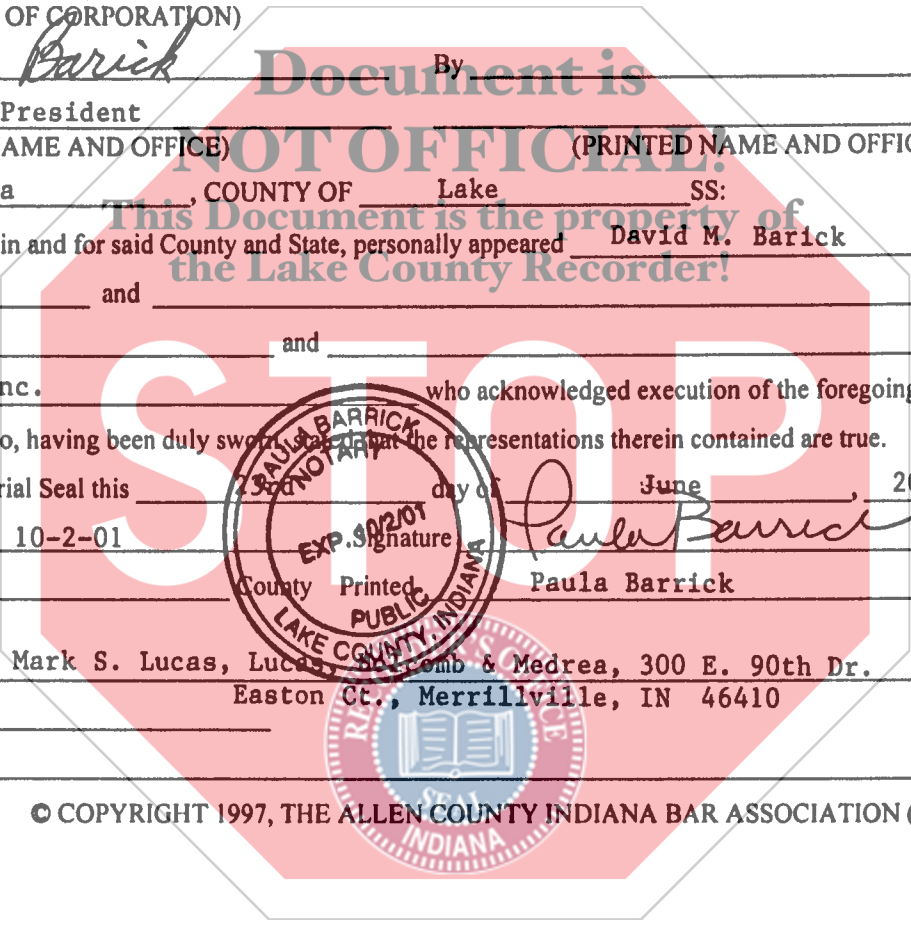 OF CORPORATION)
Barick
By
President
AME AND OFFICE) (PRINTED NAME AND OFFIC
a , COUNTY OF Lake SS:
in and for said County and State, personally appeared David M. Barick
and
and
nc. who acknowledged execution of the foregoing
o, having been duly sworn, stated that the representations therein contained are true.
rial Seal this 23rd day of June , 20
10-2-01 Signature Paula Barrick
County Printed Paula Barrick
PAULA BARRICK
NOTARY
EXP. 10/2/01
PUBLIC
LAKE COUNTY, INDIANA
Mark S. Lucas, Lucas, Holcomb & Medrea, 300 E. 90th Dr.
Easton Ct., Merrillville, IN 46410
© COPYRIGHT 1997, THE ALLEN COUNTY INDIANA BAR ASSOCIATION (
Document is
NOT OFFICIAL!
This Document is the property of
the Lake County Recorder!
STOP
RECORDER'S OFFICE
SEAL
INDIANA